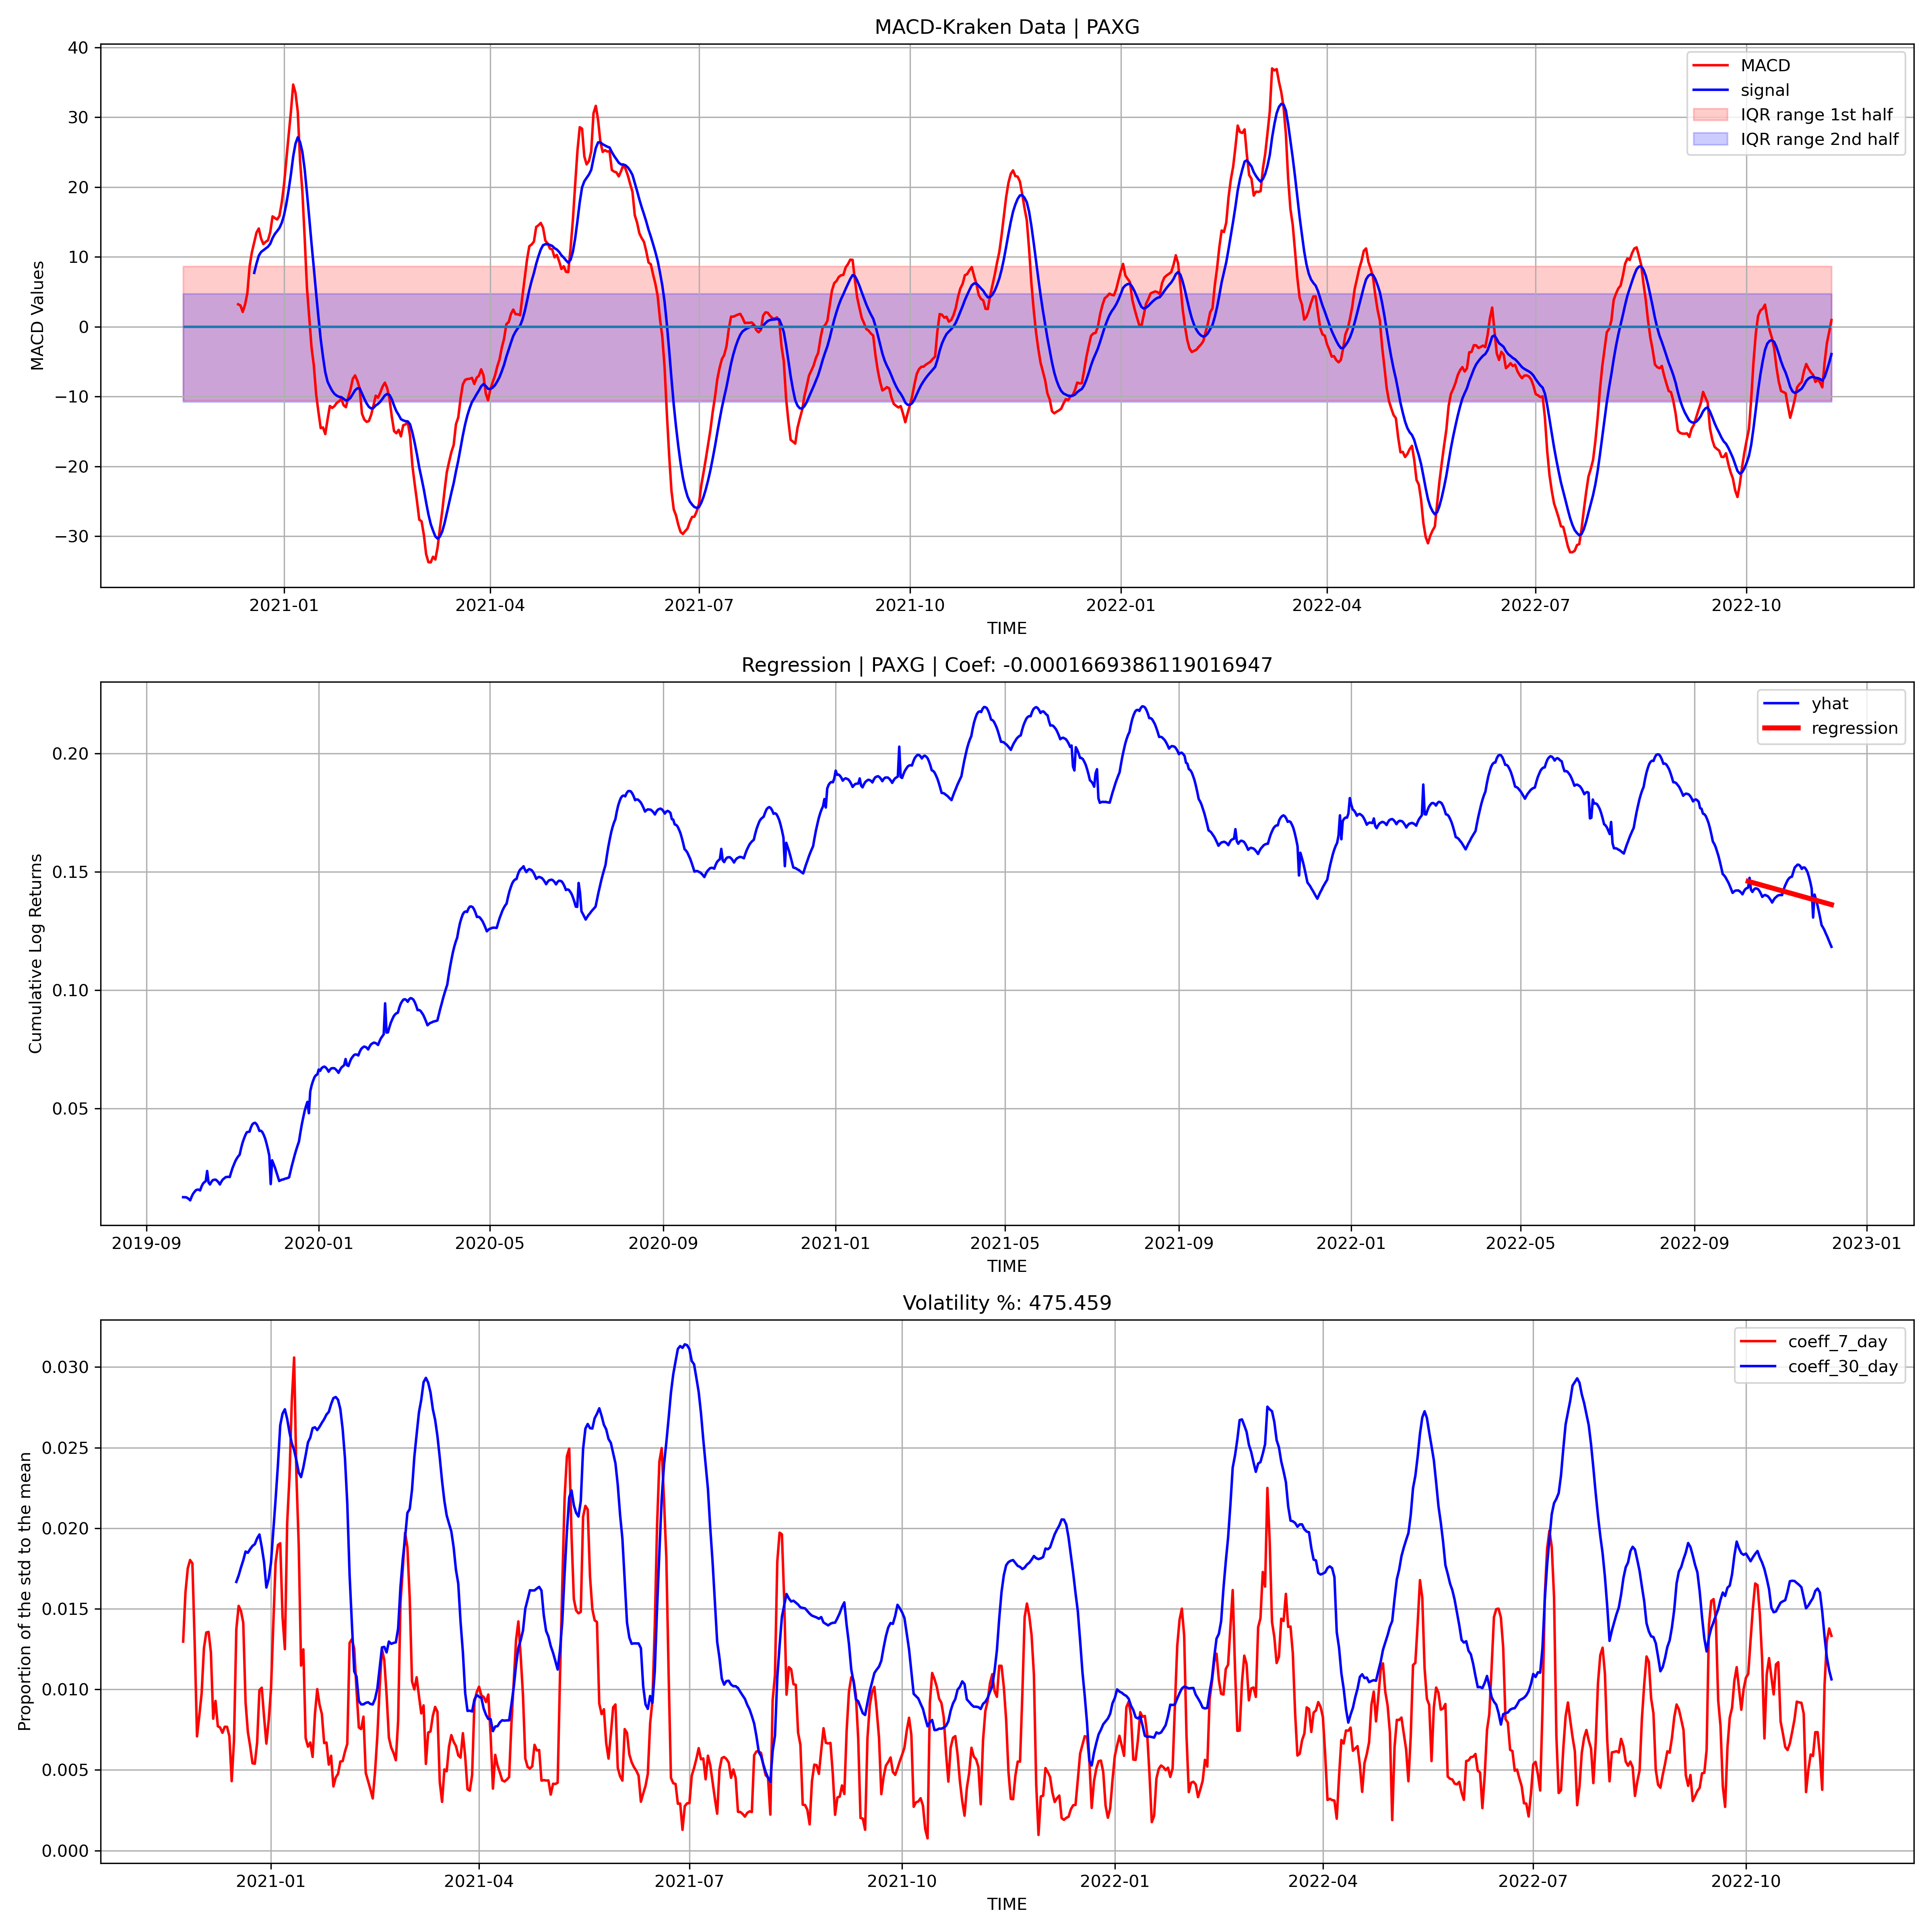 MACD-Kraken Data | PAXG
40
30
20
10
0
−10
−20
−30
MACD Values
MACD
signal
IQR range 1st half
IQR range 2nd half
2021-01 2021-04 2021-07 2021-10 2022-01 2022-04 2022-07 2022-10
TIME
Regression | PAXG | Coef: -0.0001669386119016947
0.20
0.15
0.10
0.05
Cumulative Log Returns
yhat
regression
2019-09 2020-01 2020-05 2020-09 2021-01 2021-05 2021-09 2022-01 2022-05 2022-09 2023-01
TIME
Volatility %: 475.459
0.030
0.025
0.020
0.015
0.010
0.005
0.000
Proportion of the std to the mean
coeff_7_day
coeff_30_day
2021-01 2021-04 2021-07 2021-10 2022-01 2022-04 2022-07 2022-10
TIME